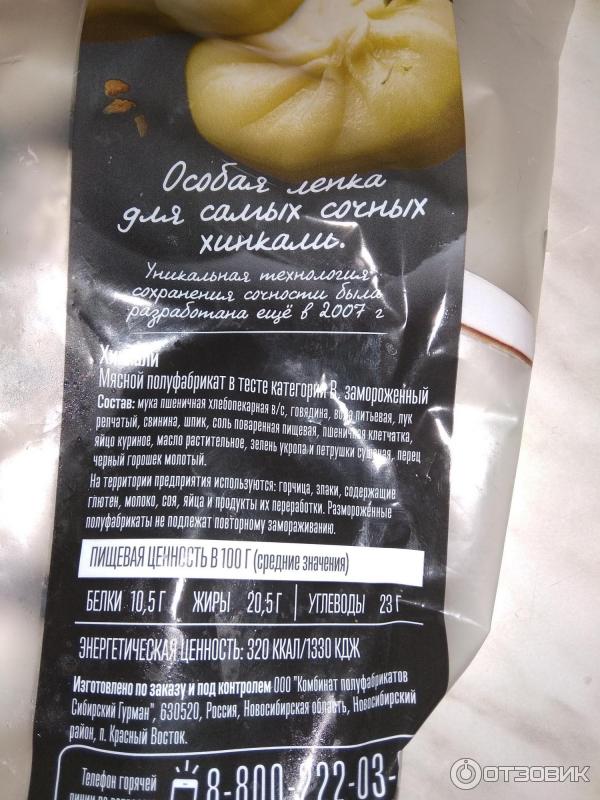 Особая лепка
для самых сочных
хинкали.
Уникальная технология
сохранения сочности была
разработана ещё в 2007 г
Хинкали
Мясной полуфабрикат в тесте категории В, замороженный
Состав: мука пшеничная хлебопекарная в/с, говядина, вода питьевая, лук
репчатый, свинина, шпик, соль поваренная пищевая, пшеничная клетчатка,
яйцо куриное, масло растительное, зелень укропа и петрушки сушеная, перец
черный горошек молотый.
На территории предприятия используются: горчица, злаки, содержащие
глютен, молоко, соя, яйца и продукты их переработки. Размороженные
полуфабрикаты не подлежат повторному замораживанию.
ПИЩЕВАЯ ЦЕННОСТЬ В 100 Г (средние значения)
БЕЛКИ 10,5 Г | ЖИРЫ 20,5 Г | УГЛЕВОДЫ 23 Г
ЭНЕРГЕТИЧЕСКАЯ ЦЕННОСТЬ: 320 ККАЛ/1330 КДЖ
Изготовлено по заказу и под контролем ООО "Комбинат полуфабрикатов
Сибирский Гурман", 630520, Россия, Новосибирская область, Новосибирский
район, п. Красный Восток.
Телефон горячей
8-800-222-03-
ОТЗОВИК